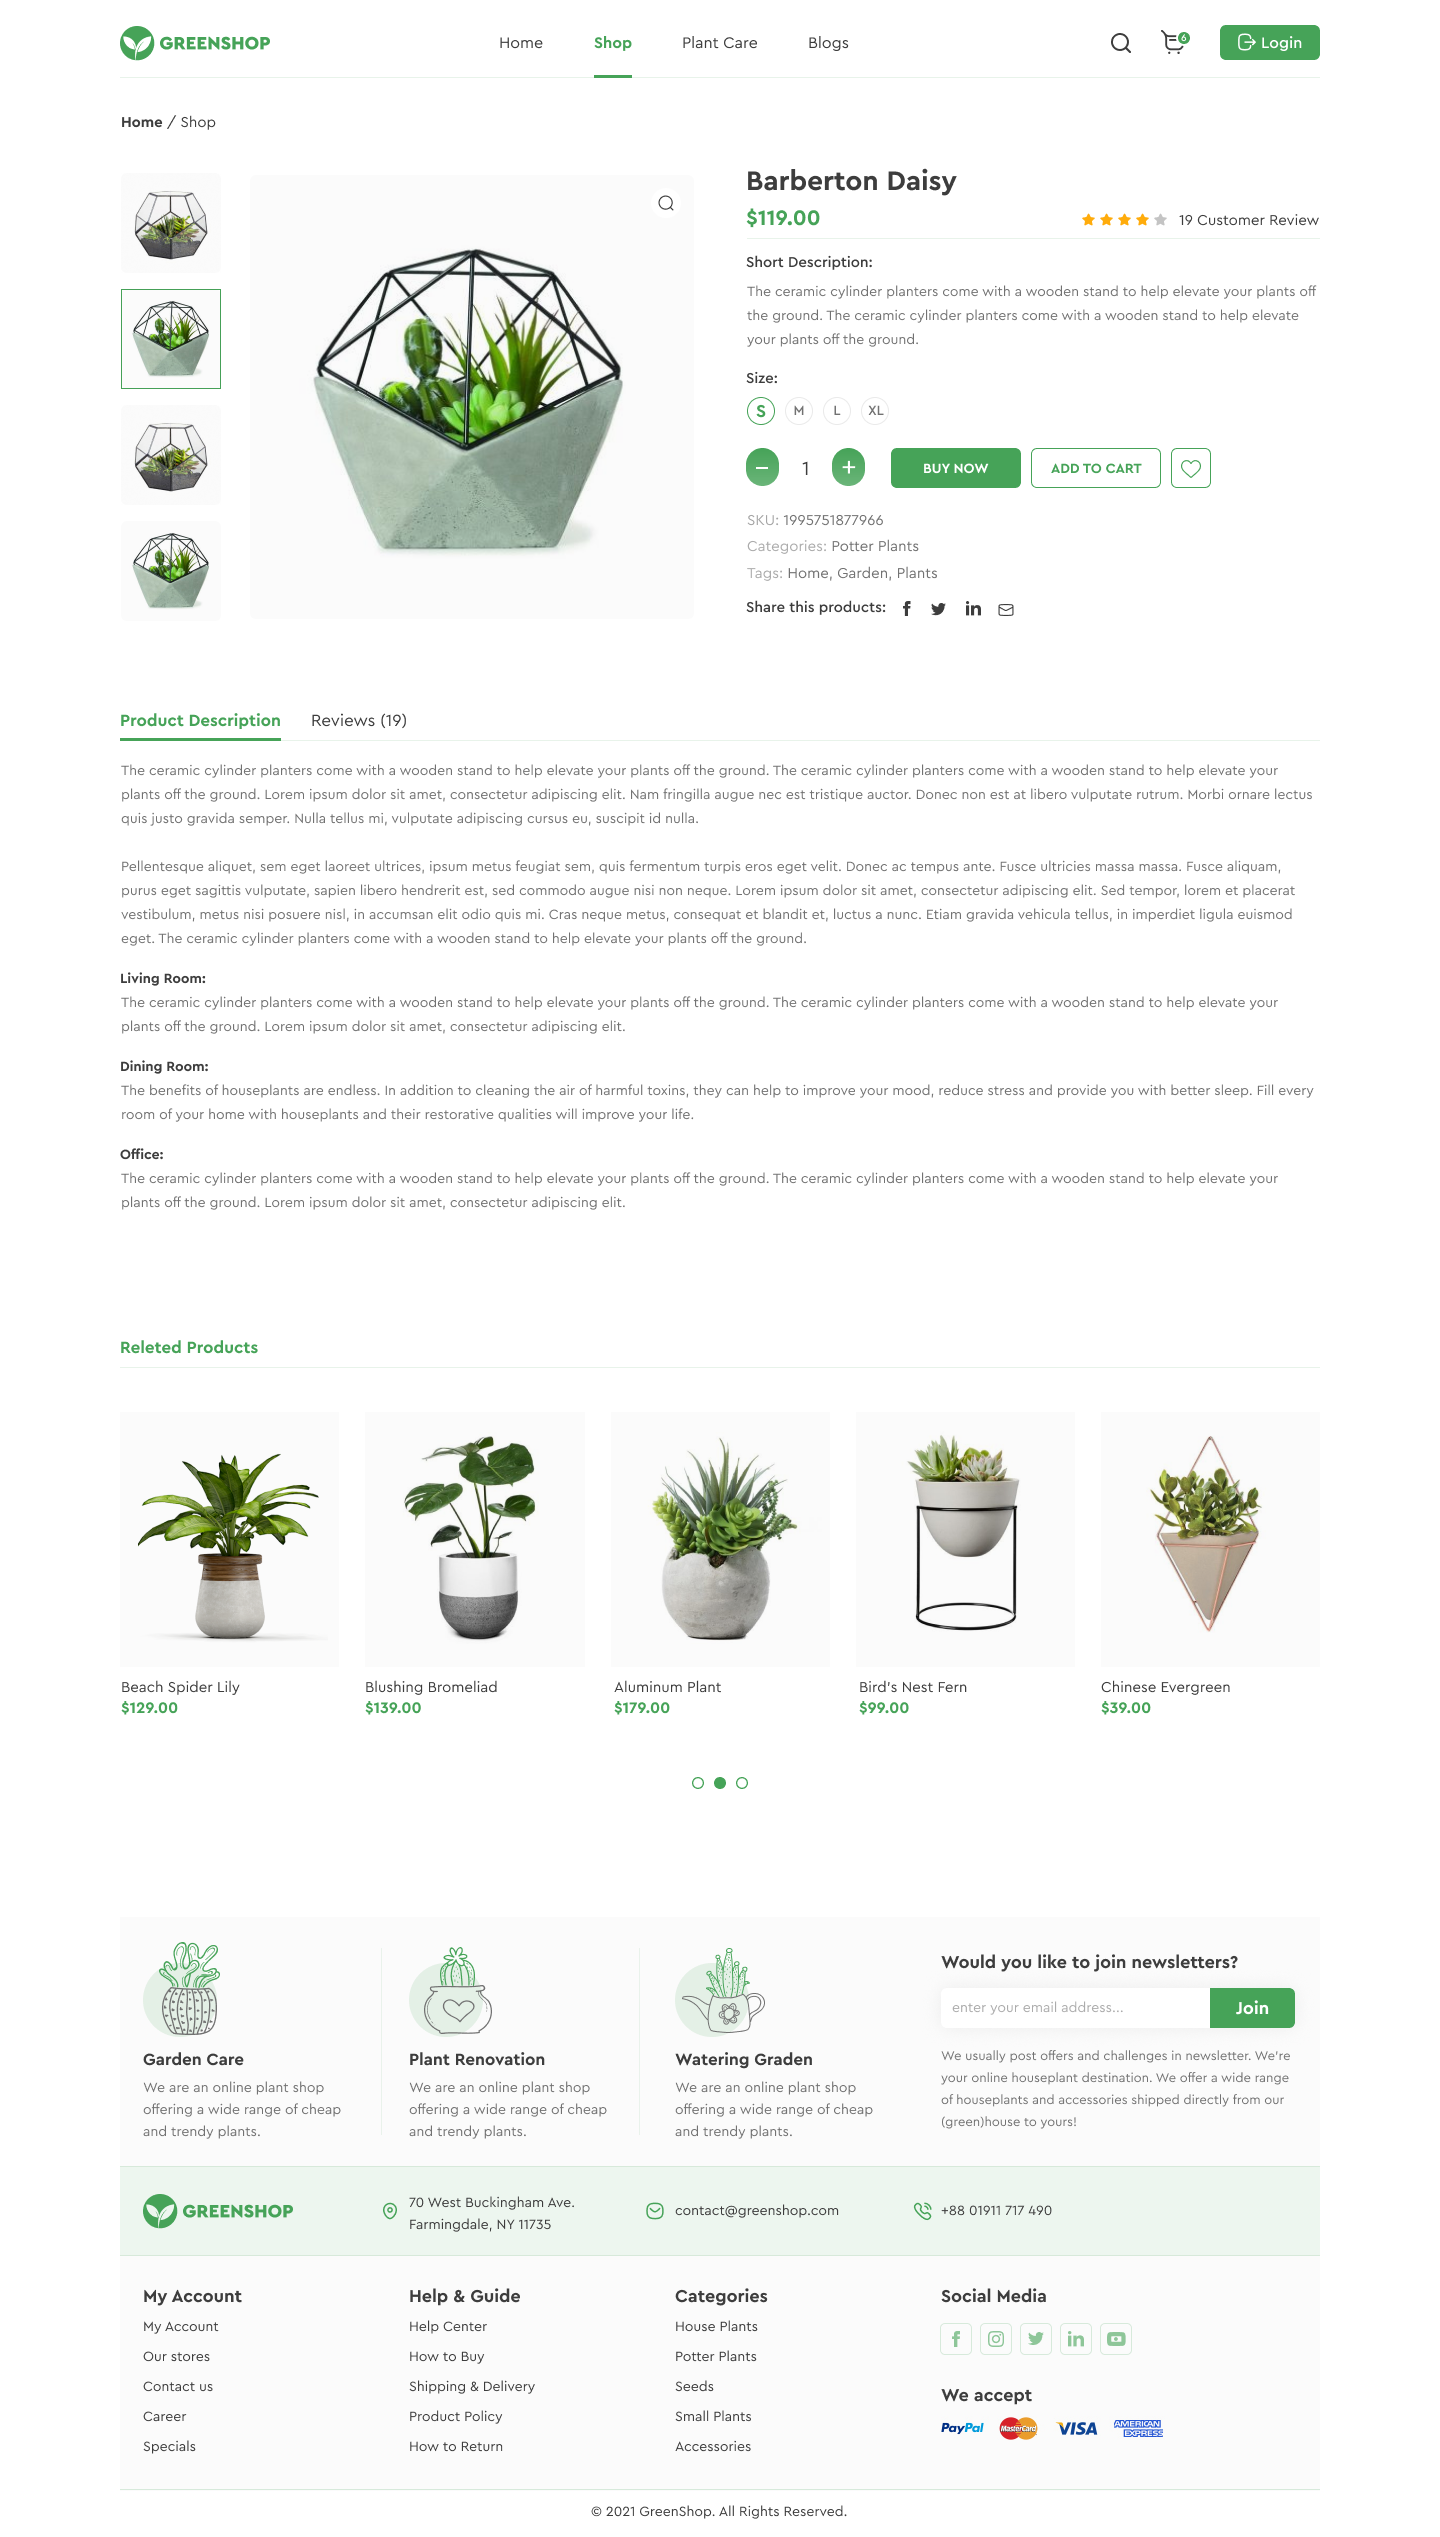 GREENSHOP
Home
Shop
Plant Care
Blogs
6
Login
Home / Shop
Barberton Daisy
$119.00
19 Customer Review
Short Description:
The ceramic cylinder planters come with a wooden stand to help elevate your plants off
the ground. The ceramic cylinder planters come with a wooden stand to help elevate
your plants off the ground.
Size:
S
M
L
XL
1
BUY NOW
ADD TO CART
SKU: 1995751877966
Categories: Potter Plants
Tags: Home, Garden, Plants
Share this products:
Product Description
Reviews (19)
The ceramic cylinder planters come with a wooden stand to help elevate your plants off the ground. The ceramic cylinder planters come with a wooden stand to help elevate your
plants off the ground. Lorem ipsum dolor sit amet, consectetur adipiscing elit. Nam fringilla augue nec est tristique auctor. Donec non est at libero vulputate rutrum. Morbi ornare lectus
quis justo gravida semper. Nulla tellus mi, vulputate adipiscing cursus eu, suscipit id nulla.
Pellentesque aliquet, sem eget laoreet ultrices, ipsum metus feugiat sem, quis fermentum turpis eros eget velit. Donec ac tempus ante. Fusce ultricies massa massa. Fusce aliquam,
purus eget sagittis vulputate, sapien libero hendrerit est, sed commodo augue nisi non neque. Lorem ipsum dolor sit amet, consectetur adipiscing elit. Sed tempor, lorem et placerat
vestibulum, metus nisi posuere nisl, in accumsan elit odio quis mi. Cras neque metus, consequat et blandit et, luctus a nunc. Etiam gravida vehicula tellus, in imperdiet ligula euismod
eget. The ceramic cylinder planters come with a wooden stand to help elevate your plants off the ground.
Living Room:
The ceramic cylinder planters come with a wooden stand to help elevate your plants off the ground. The ceramic cylinder planters come with a wooden stand to help elevate your
plants off the ground. Lorem ipsum dolor sit amet, consectetur adipiscing elit.
Dining Room:
The benefits of houseplants are endless. In addition to cleaning the air of harmful toxins, they can help to improve your mood, reduce stress and provide you with better sleep. Fill every
room of your home with houseplants and their restorative qualities will improve your life.
Office:
The ceramic cylinder planters come with a wooden stand to help elevate your plants off the ground. The ceramic cylinder planters come with a wooden stand to help elevate your
plants off the ground. Lorem ipsum dolor sit amet, consectetur adipiscing elit.
Releted Products
Beach Spider Lily
$129.00
Blushing Bromeliad
$139.00
Aluminum Plant
$179.00
Bird's Nest Fern
$99.00
Chinese Evergreen
$39.00
Garden Care
We are an online plant shop
offering a wide range of cheap
and trendy plants.
Plant Renovation
We are an online plant shop
offering a wide range of cheap
and trendy plants.
Watering Graden
We are an online plant shop
offering a wide range of cheap
and trendy plants.
Would you like to join newsletters?
enter your email address...
Join
We usually post offers and challenges in newsletter. We're
your online houseplant destination. We offer a wide range
of houseplants and accessories shipped directly from our
(green)house to yours!
GREENSHOP
70 West Buckingham Ave.
Farmingdale, NY 11735
contact@greenshop.com
+88 01911 717 490
My Account
My Account
Our stores
Contact us
Career
Specials
Help & Guide
Help Center
How to Buy
Shipping & Delivery
Product Policy
How to Return
Categories
House Plants
Potter Plants
Seeds
Small Plants
Accessories
Social Media
We accept
PayPal
MasterCard
VISA
AMERICAN
EXPRESS
© 2021 GreenShop. All Rights Reserved.